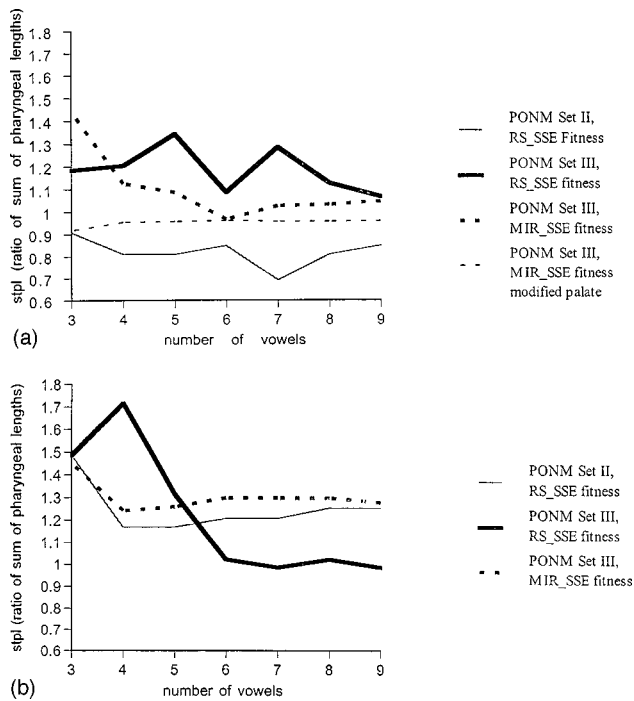 stpl (ratio of sum of pharyngeal lengths)
1.8
1.7
1.6
1.5
1.4
1.3
1.2
1.1
1
0.9
0.8
0.7
0.6
3 4 5 6 7 8 9
number of vowels
(a)
PONM Set II,
RS_SSE Fitness
PONM Set III,
RS_SSE fitness
PONM Set III,
MIR_SSE fitness
PONM Set III,
MIR_SSE fitness
modified palate
stpl (ratio of sum of pharyngeal lengths)
1.8
1.7
1.6
1.5
1.4
1.3
1.2
1.1
1
0.9
0.8
0.7
0.6
3 4 5 6 7 8 9
number of vowels
(b)
PONM Set II,
RS_SSE fitness
PONM Set III,
RS_SSE fitness
PONM Set III,
MIR_SSE fitness